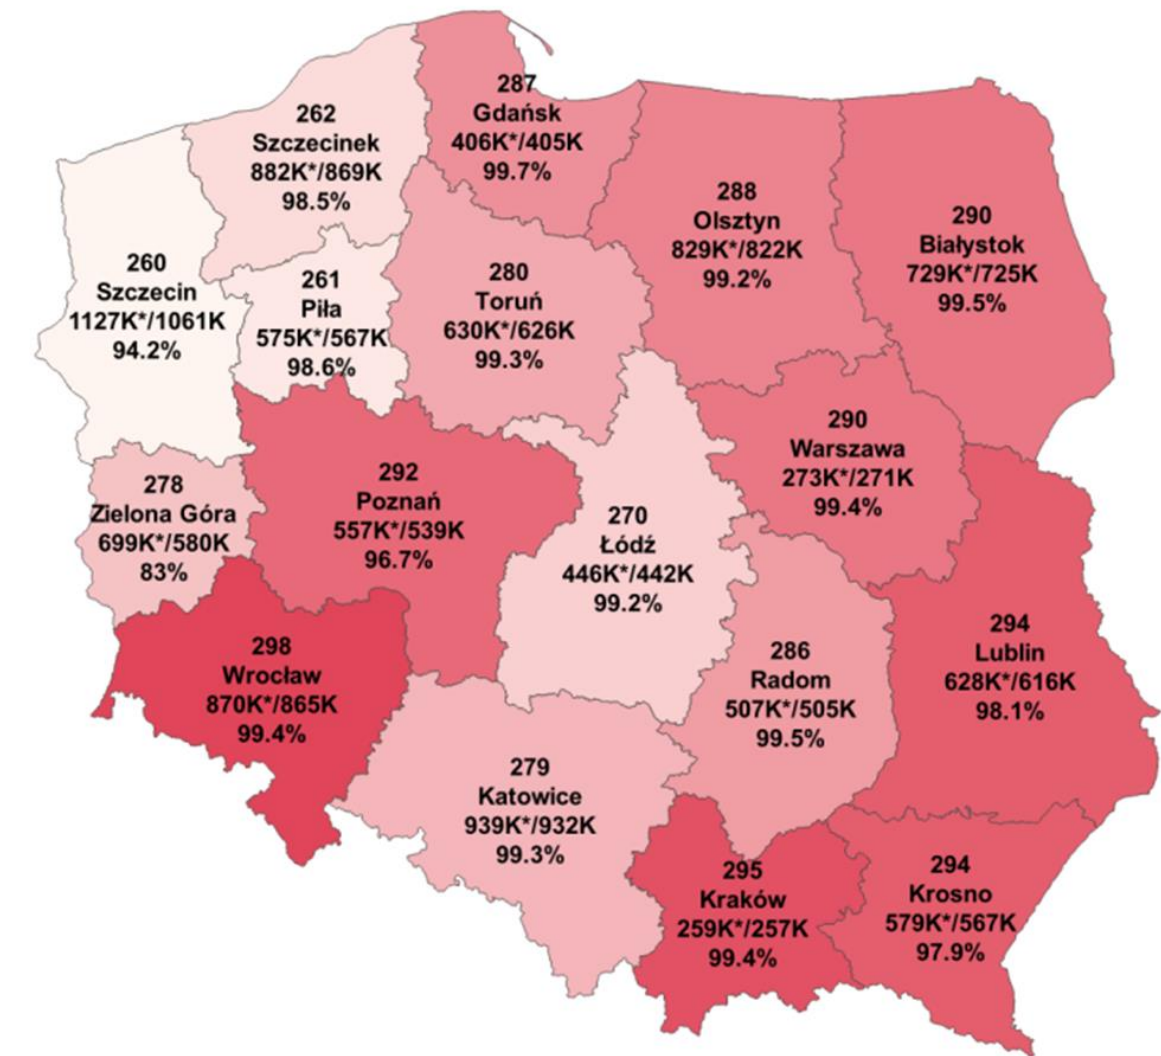 287
Gdańsk
406K*/405K
99.7%
262
Szczecinek
882K*/869K
98.5%
288
Olsztyn
829K*/822K
99.2%
290
Białystok
729K*/725K
99.5%
260
Szczecin
1127K*/1061K
94.2%
261
Piła
575K*/567K
98.6%
280
Toruń
630K*/626K
99.3%
290
Warszawa
273K*/271K
99.4%
278
Zielona Góra
699K*/580K
83%
292
Poznań
557K*/539K
96.7%
270
Łódź
446K*/442K
99.2%
298
Wrocław
870K*/865K
99.4%
286
Radom
507K*/505K
99.5%
294
Lublin
628K*/616K
98.1%
279
Katowice
939K*/932K
99.3%
295
Kraków
259K*/257K
99.4%
294
Krosno
579K*/567K
97.9%